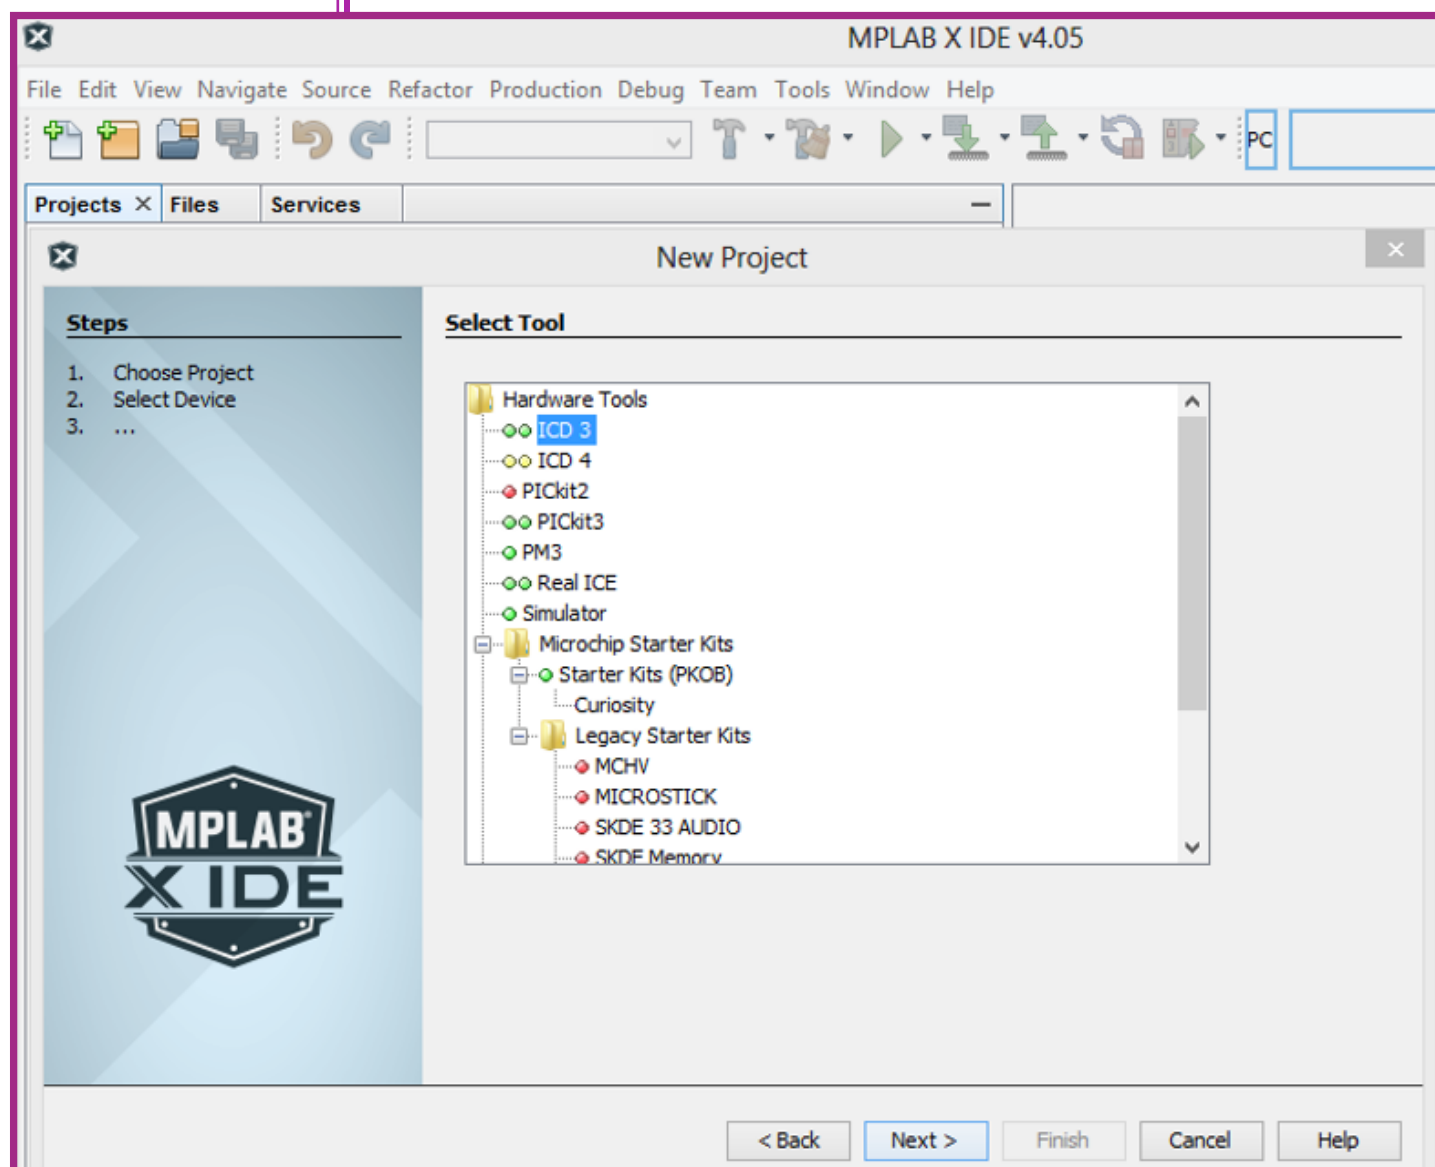 MPLAB X IDE v4.05
File Edit View Navigate Source Refactor Production Debug Team Tools Window Help
PC
Projects Files Services
New Project
Steps
1. Choose Project
2. Select Device
3. ...
MPLAB
X IDE
Select Tool
Hardware Tools
ICD 3
ICD 4
PICkit2
PICkit3
PM3
Real ICE
Simulator
Microchip Starter Kits
Starter Kits (PKOB)
Curiosity
Legacy Starter Kits
MCHV
MICROSTICK
SKDE 33 AUDIO
SKDE Memory
< Back Next > Finish Cancel Help